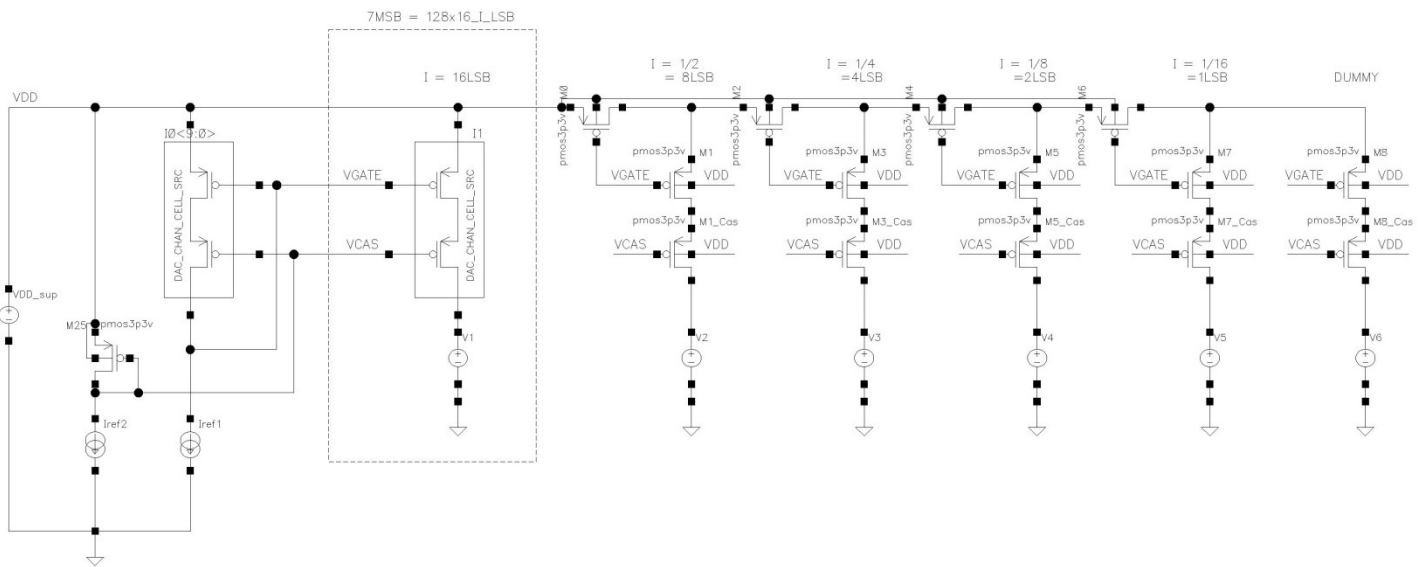 7MSB = 128x16_I_LSB
I = 16LSB
I = 1/2
= 8LSB
I = 1/4
=4LSB
I = 1/8
=2LSB
I = 1/16
=1LSB
DUMMY
VDD
I0<9:0>
DAC_CHAN_CELL_SRC
I1
DAC_CHAN_CELL_SRC
VGATE
VCAS
M0
pmos3p3v
M2
pmos3p3v
M4
pmos3p3v
M6
pmos3p3v
pmos3p3v
M1
VGATE
VDD
pmos3p3v
M1_Cas
VCAS
VDD
V2
pmos3p3v
M3
VGATE
VDD
pmos3p3v
M3_Cas
VCAS
VDD
V3
pmos3p3v
M5
VGATE
VDD
pmos3p3v
M5_Cas
VCAS
VDD
V4
pmos3p3v
M7
VGATE
VDD
pmos3p3v
M7_Cas
VCAS
VDD
V5
pmos3p3v
M8
VGATE
VDD
pmos3p3v
M8_Cas
VCAS
VDD
V6
VDD_sup
M25
pmos3p3v
V1
Iref2
Iref1